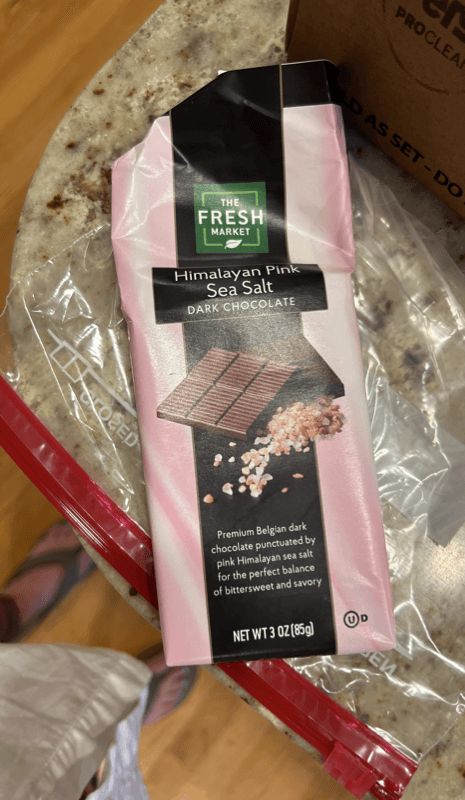 PROCLEA
D AS SET - DO
THE
FRESH
MARKET
Himalayan Pink
Sea Salt
DARK CHOCOLATE
Premium Belgian dark
chocolate punctuated by
pink Himalayan sea salt
for the perfect balance
of bittersweet and savory
NET WT 3 OZ (85g)
U D